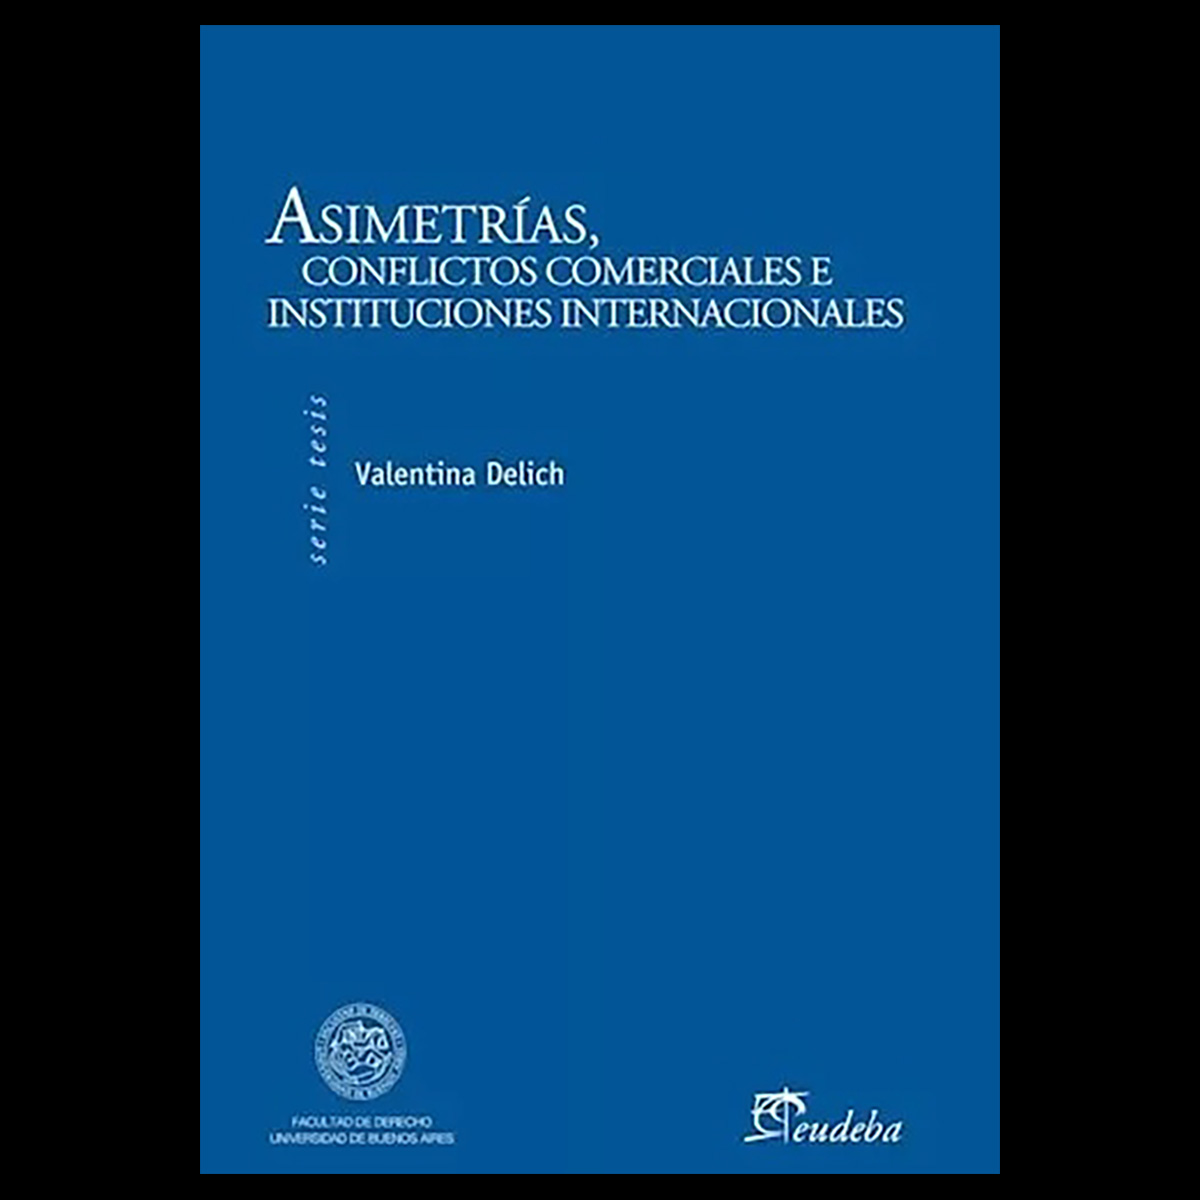 ASIMETRÍAS,
CONFLICTOS COMERCIALES E
INSTITUCIONES INTERNACIONALES
serie tesis
Valentina Delich
FACULTAD DE DERECHO
UNIVERSIDAD DE BUENOS AIRES
eudeba